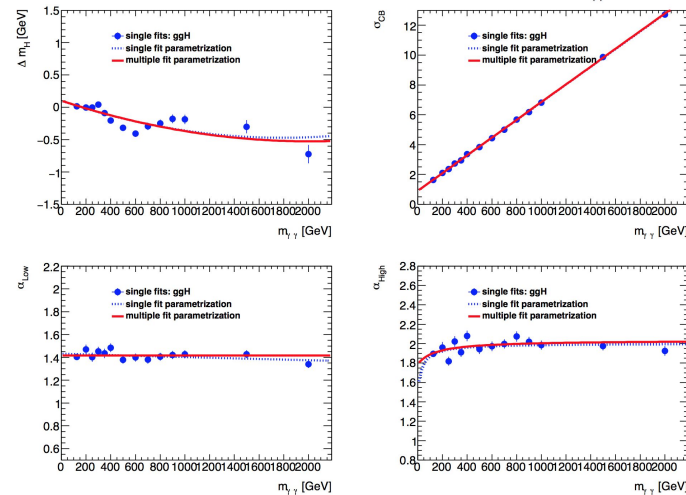 Δ m_H [GeV]
1.5
1
0.5
0
−0.5
−1
−1.5
single fits: ggH
single fit parametrization
multiple fit parametrization
0 200 400 600 800 1000 1200 1400 1600 1800 2000
m_γγ [GeV]
σ_CB
12
10
8
6
4
2
0
single fits: ggH
single fit parametrization
multiple fit parametrization
0 200 400 600 800 1000 1200 1400 1600 1800 2000
m_γγ [GeV]
α_Low
2.2
2
1.8
1.6
1.4
1.2
1
0.8
0.6
single fits: ggH
single fit parametrization
multiple fit parametrization
0 200 400 600 800 1000 1200 1400 1600 1800 2000
m_γγ [GeV]
α_High
2.8
2.6
2.4
2.2
2
1.8
1.6
1.4
1.2
1
0.8
single fits: ggH
single fit parametrization
multiple fit parametrization
0 200 400 600 800 1000 1200 1400 1600 1800 2000
m_γγ [GeV]